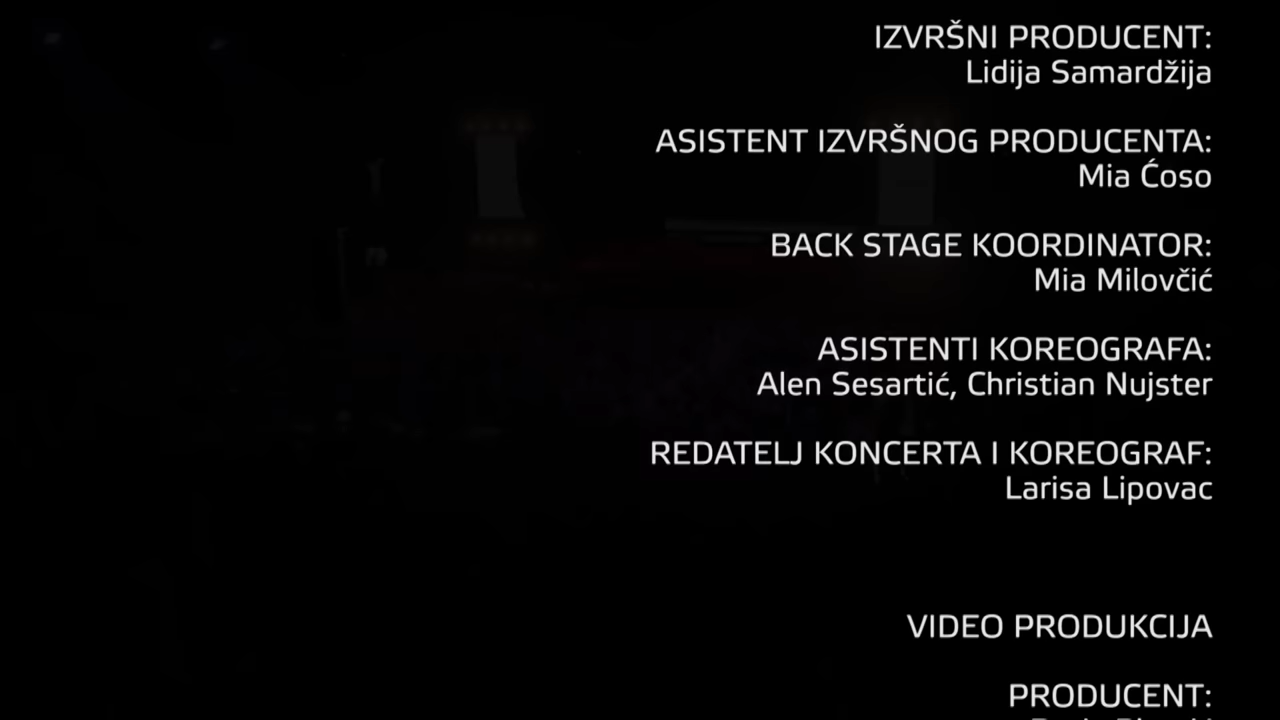 IZVRŠNI PRODUCENT:
Lidija Samardžija
ASISTENT IZVRŠNOG PRODUCENTA:
Mia Ćoso
BACK STAGE KOORDINATOR:
Mia Milovčić
ASISTENTI KOREOGRAFA:
Alen Sesartić, Christian Nujster
REDATELJ KONCERTA I KOREOGRAF:
Larisa Lipovac
VIDEO PRODUKCIJA
PRODUCENT: